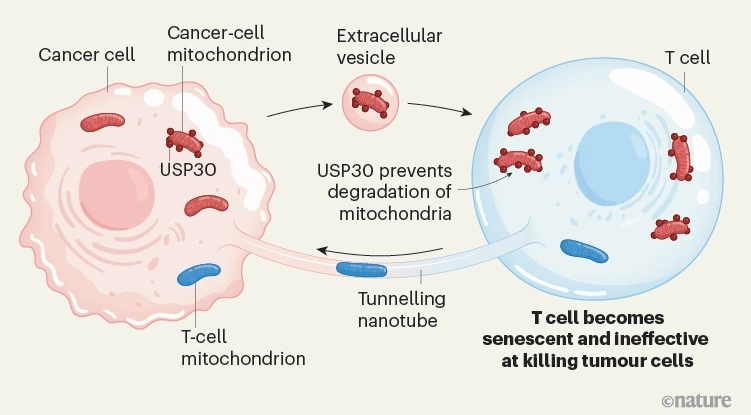 Cancer cell
Cancer-cell
mitochondrion
Extracellular
vesicle
T cell
USP30
USP30 prevents
degradation of
mitochondria
Tunnelling
nanotube
T-cell
mitochondrion
T cell becomes
senescent and ineffective
at killing tumour cells
©nature